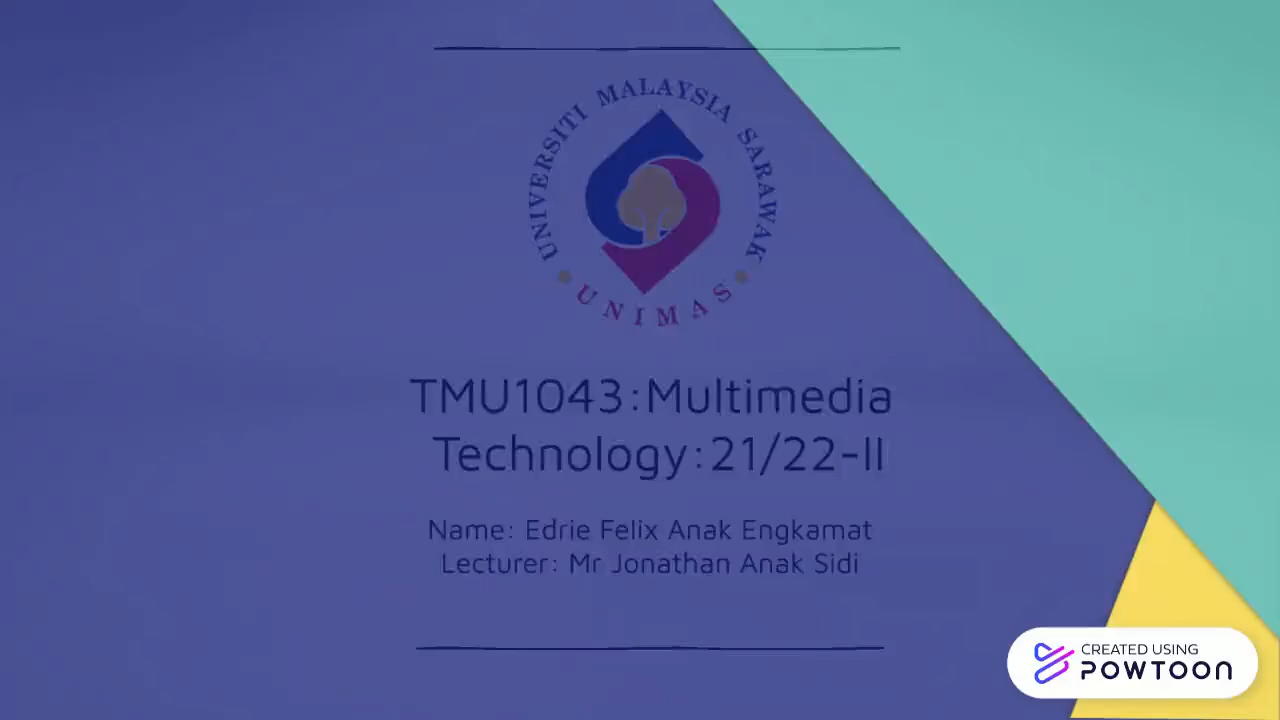 UNIVERSITI MALAYSIA SARAWAK
UNIMAS
TMU1043:Multimedia
Technology:21/22-II
Name: Edrie Felix Anak Engkamat
Lecturer: Mr Jonathan Anak Sidi
CREATED USING
POWTOON